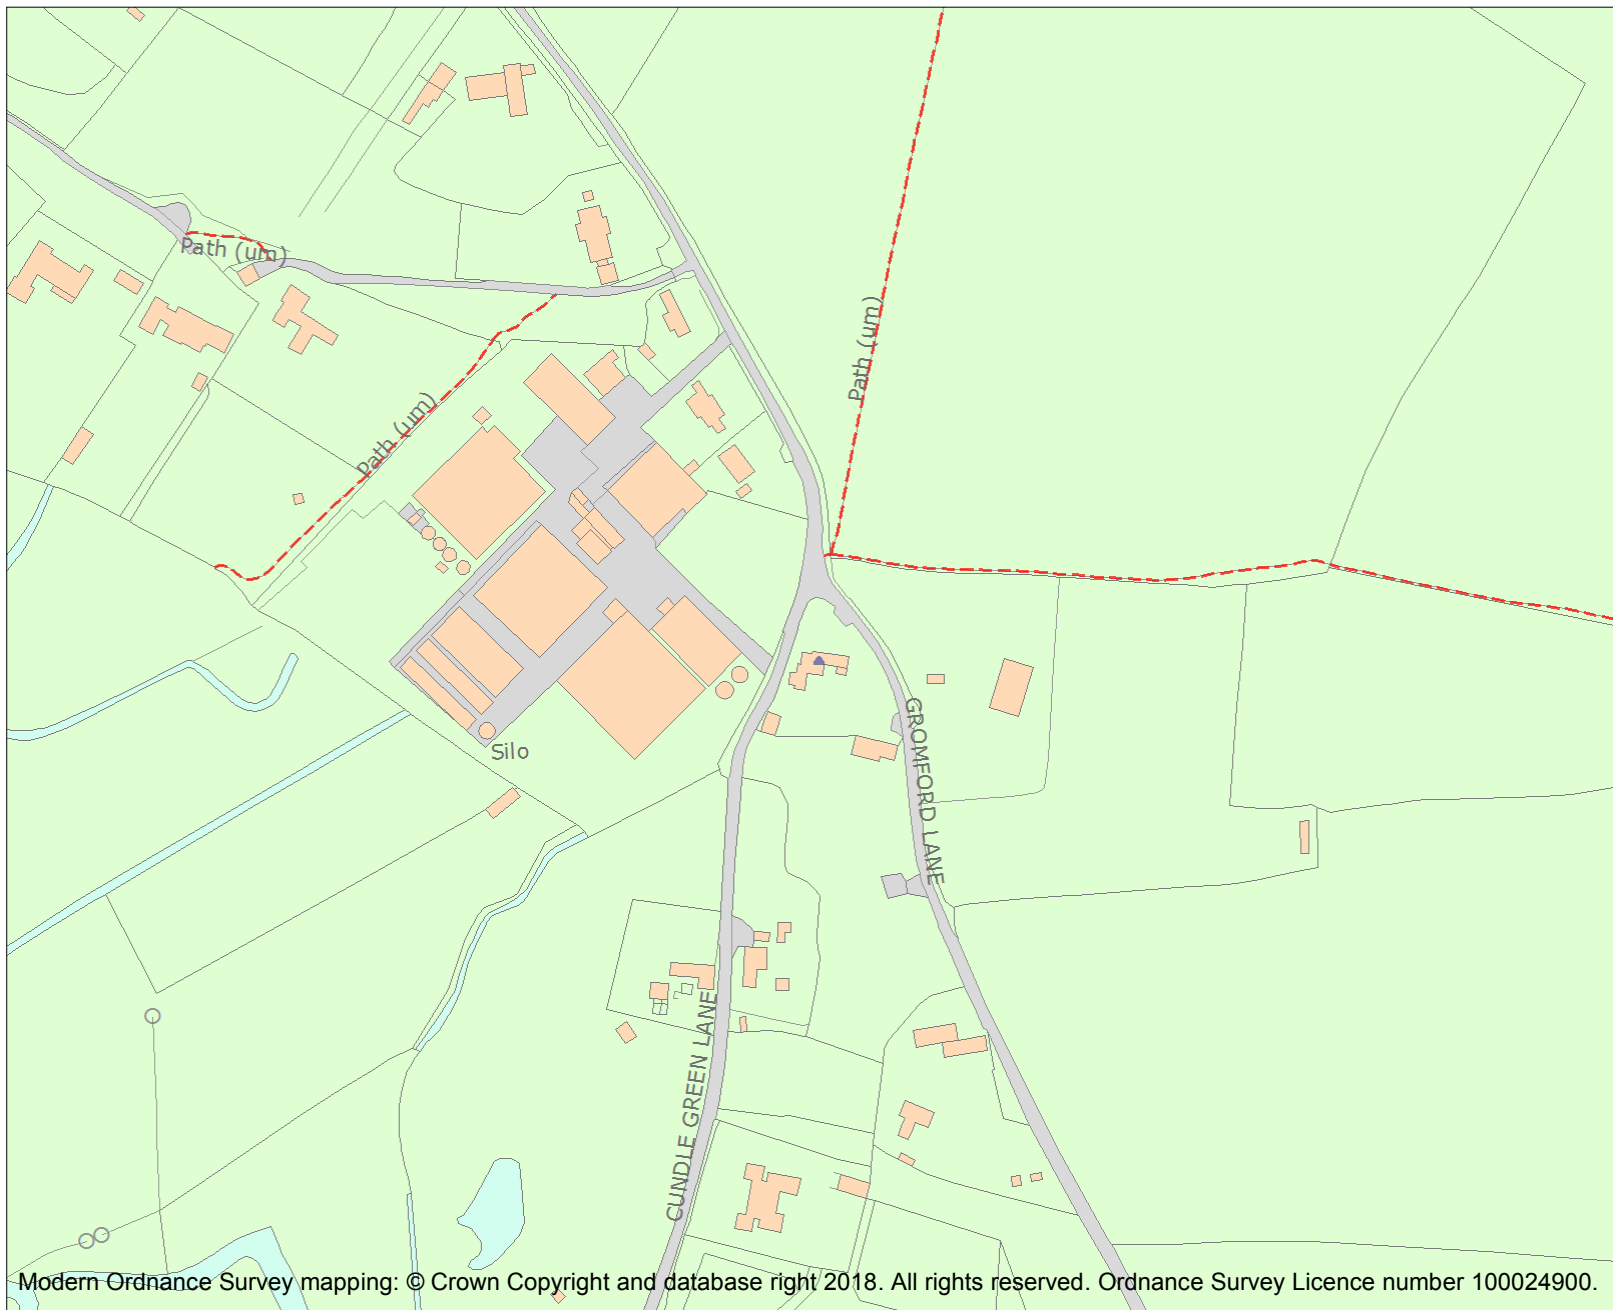 Path (um)
Path (um)
Path (um)
Silo
GROMFORD LANE
CUNDLE GREEN LANE
Modern Ordnance Survey mapping: © Crown Copyright and database right 2018. All rights reserved. Ordnance Survey Licence number 100024900.